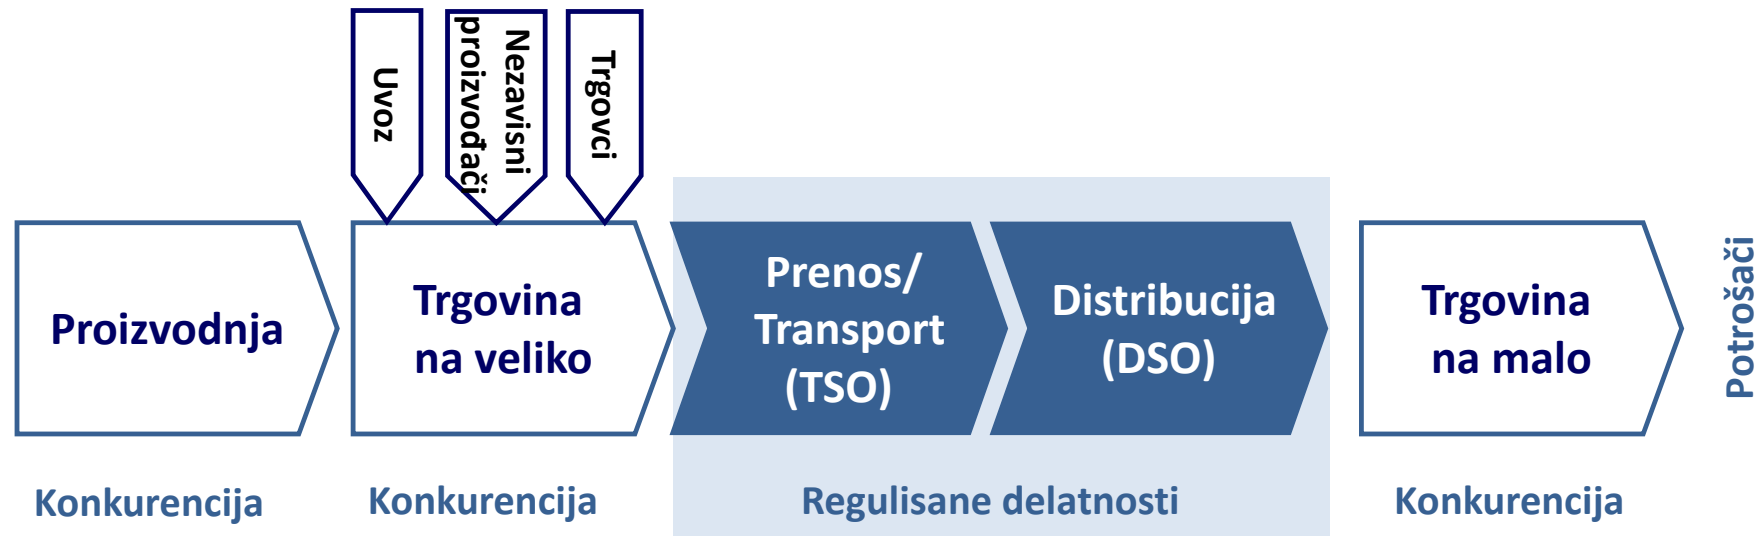 Uvoz
Nezavisni
proizvođači
Trgovci
Proizvodnja
Trgovina
na veliko
Prenos/
Transport
(TSO)
Distribucija
(DSO)
Trgovina
na malo
Potrošači
Konkurencija
Konkurencija
Regulisane delatnosti
Konkurencija